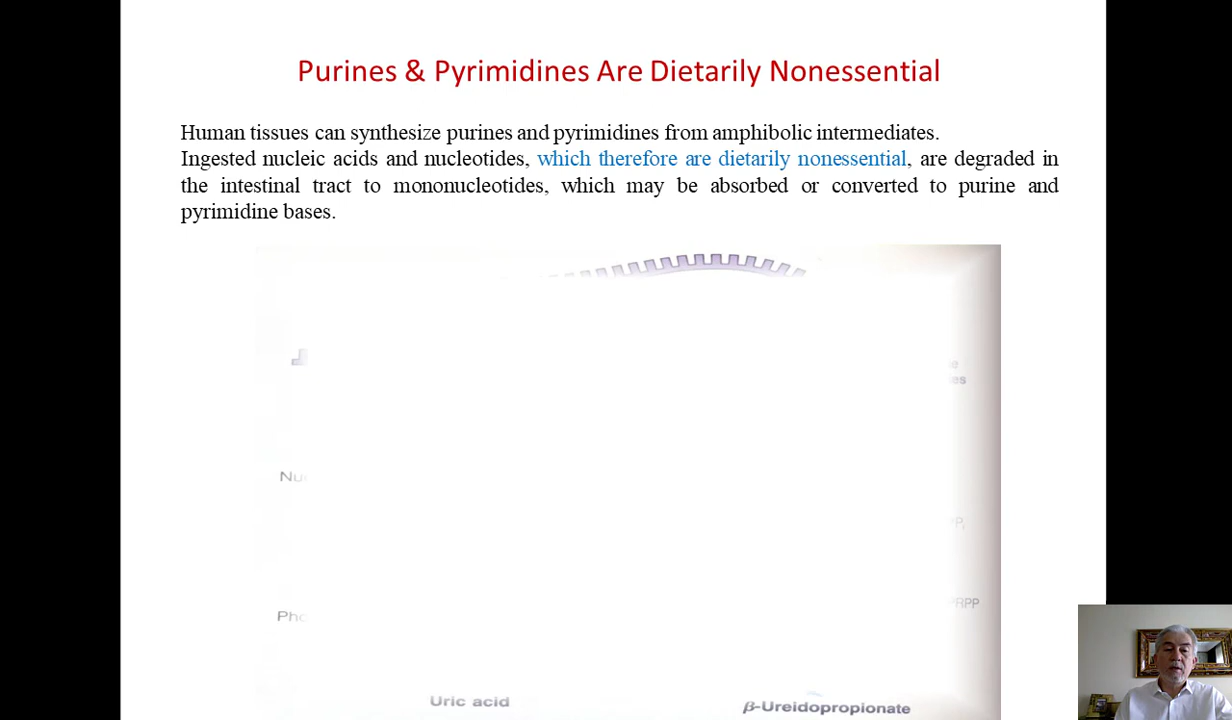 Purines & Pyrimidines Are Dietarily Nonessential
Human tissues can synthesize purines and pyrimidines from amphibolic intermediates.
Ingested nucleic acids and nucleotides, which therefore are dietarily nonessential, are degraded in
the intestinal tract to mononucleotides, which may be absorbed or converted to purine and
pyrimidine bases.
Uric acid
β-Ureidopropionate